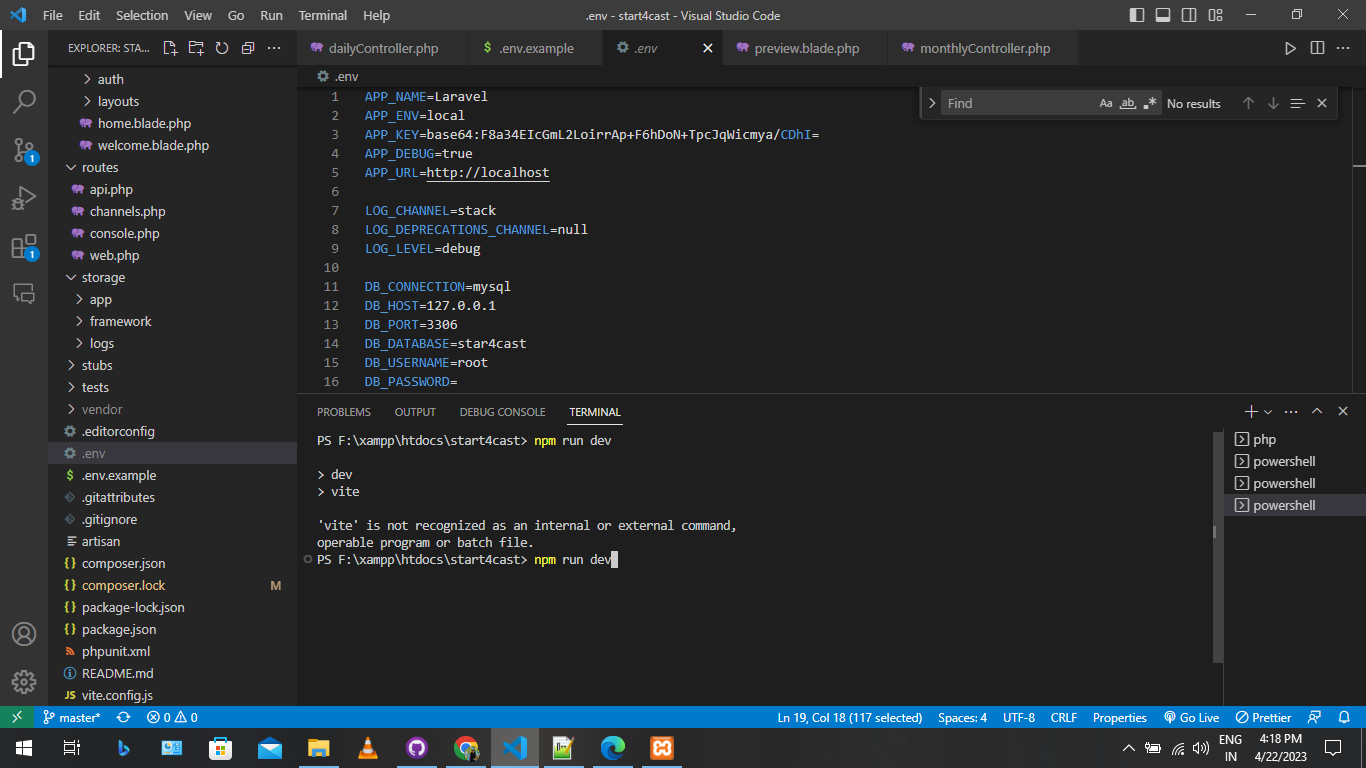 File Edit Selection View Go Run Terminal Help
.env - start4cast - Visual Studio Code
EXPLORER: STA...
dailyController.php
.env.example
.env
preview.blade.php
monthlyController.php
auth
layouts
home.blade.php
welcome.blade.php
routes
api.php
channels.php
console.php
web.php
storage
app
framework
logs
stubs
tests
vendor
.editorconfig
.env
.env.example
.gitattributes
.gitignore
artisan
composer.json
composer.lock M
package-lock.json
package.json
phpunit.xml
README.md
vite.config.js
1
1
.env
Find Aa ab No results
1 APP_NAME=Laravel
2 APP_ENV=local
3 APP_KEY=base64:F8a34EIcGmL2LoirrAp+F6hDoN+TpcJqWicmya/CDhI=
4 APP_DEBUG=true
5 APP_URL=http://localhost
6
7 LOG_CHANNEL=stack
8 LOG_DEPRECATIONS_CHANNEL=null
9 LOG_LEVEL=debug
10
11 DB_CONNECTION=mysql
12 DB_HOST=127.0.0.1
13 DB_PORT=3306
14 DB_DATABASE=star4cast
15 DB_USERNAME=root
16 DB_PASSWORD=
PROBLEMS OUTPUT DEBUG CONSOLE TERMINAL
PS F:\xampp\htdocs\start4cast> npm run dev
> dev
> vite
'vite' is not recognized as an internal or external command,
operable program or batch file.
PS F:\xampp\htdocs\start4cast> npm run dev
php
powershell
powershell
powershell
master* 0 0 Ln 19, Col 18 (117 selected) Spaces: 4 UTF-8 CRLF Properties Go Live Prettier
ENG
IN
4:18 PM
4/22/2023